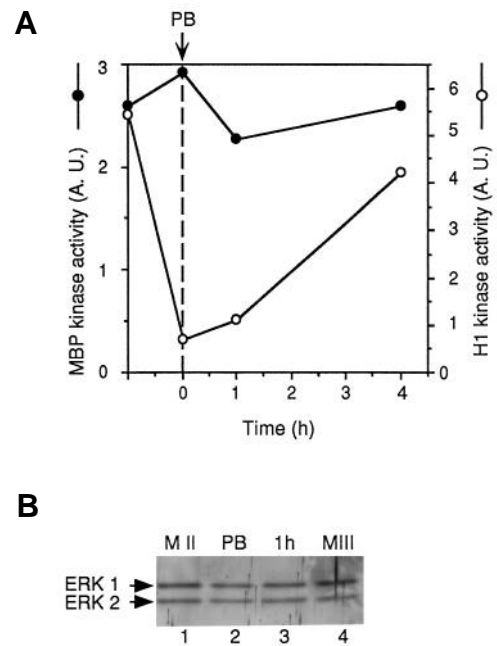 A
PB
MBP kinase activity (A. U.)
3
2
1
0
H1 kinase activity (A. U.)
6
5
4
3
2
1
0
0 1 2 3 4
Time (h)
B
M II PB 1h MIII
ERK 1
ERK 2
1 2 3 4